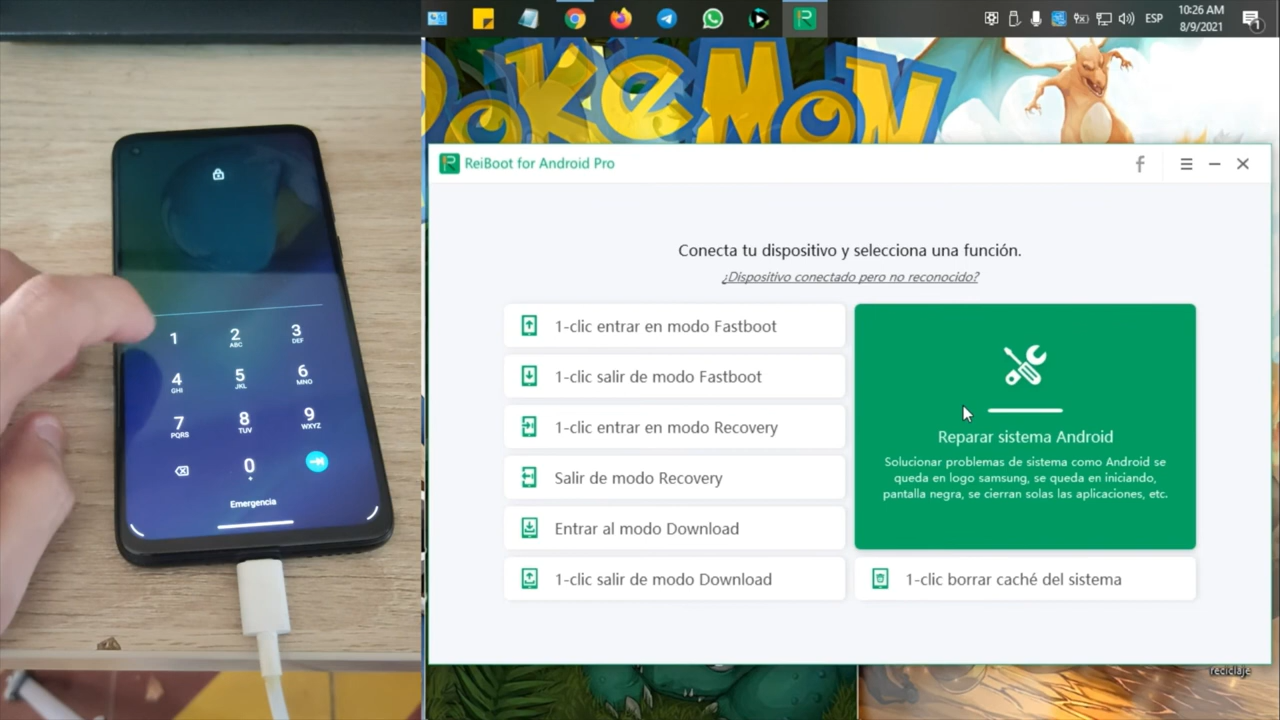 1
2
ABC
3
DEF
4
GHI
5
JKL
6
MNO
7
PQRS
8
TUV
9
WXYZ
0
+
Emergencia
ESP
10:26 AM
8/9/2021
1
POKEMON
ReiBoot for Android Pro
Conecta tu dispositivo y selecciona una función.
¿Dispositivo conectado pero no reconocido?
1-clic entrar en modo Fastboot
1-clic salir de modo Fastboot
1-clic entrar en modo Recovery
Salir de modo Recovery
Entrar al modo Download
1-clic salir de modo Download
Reparar sistema Android
Solucionar problemas de sistema como Android se
queda en logo samsung, se queda en iniciando,
pantalla negra, se cierran solas las aplicaciones, etc.
1-clic borrar caché del sistema
reciclaje